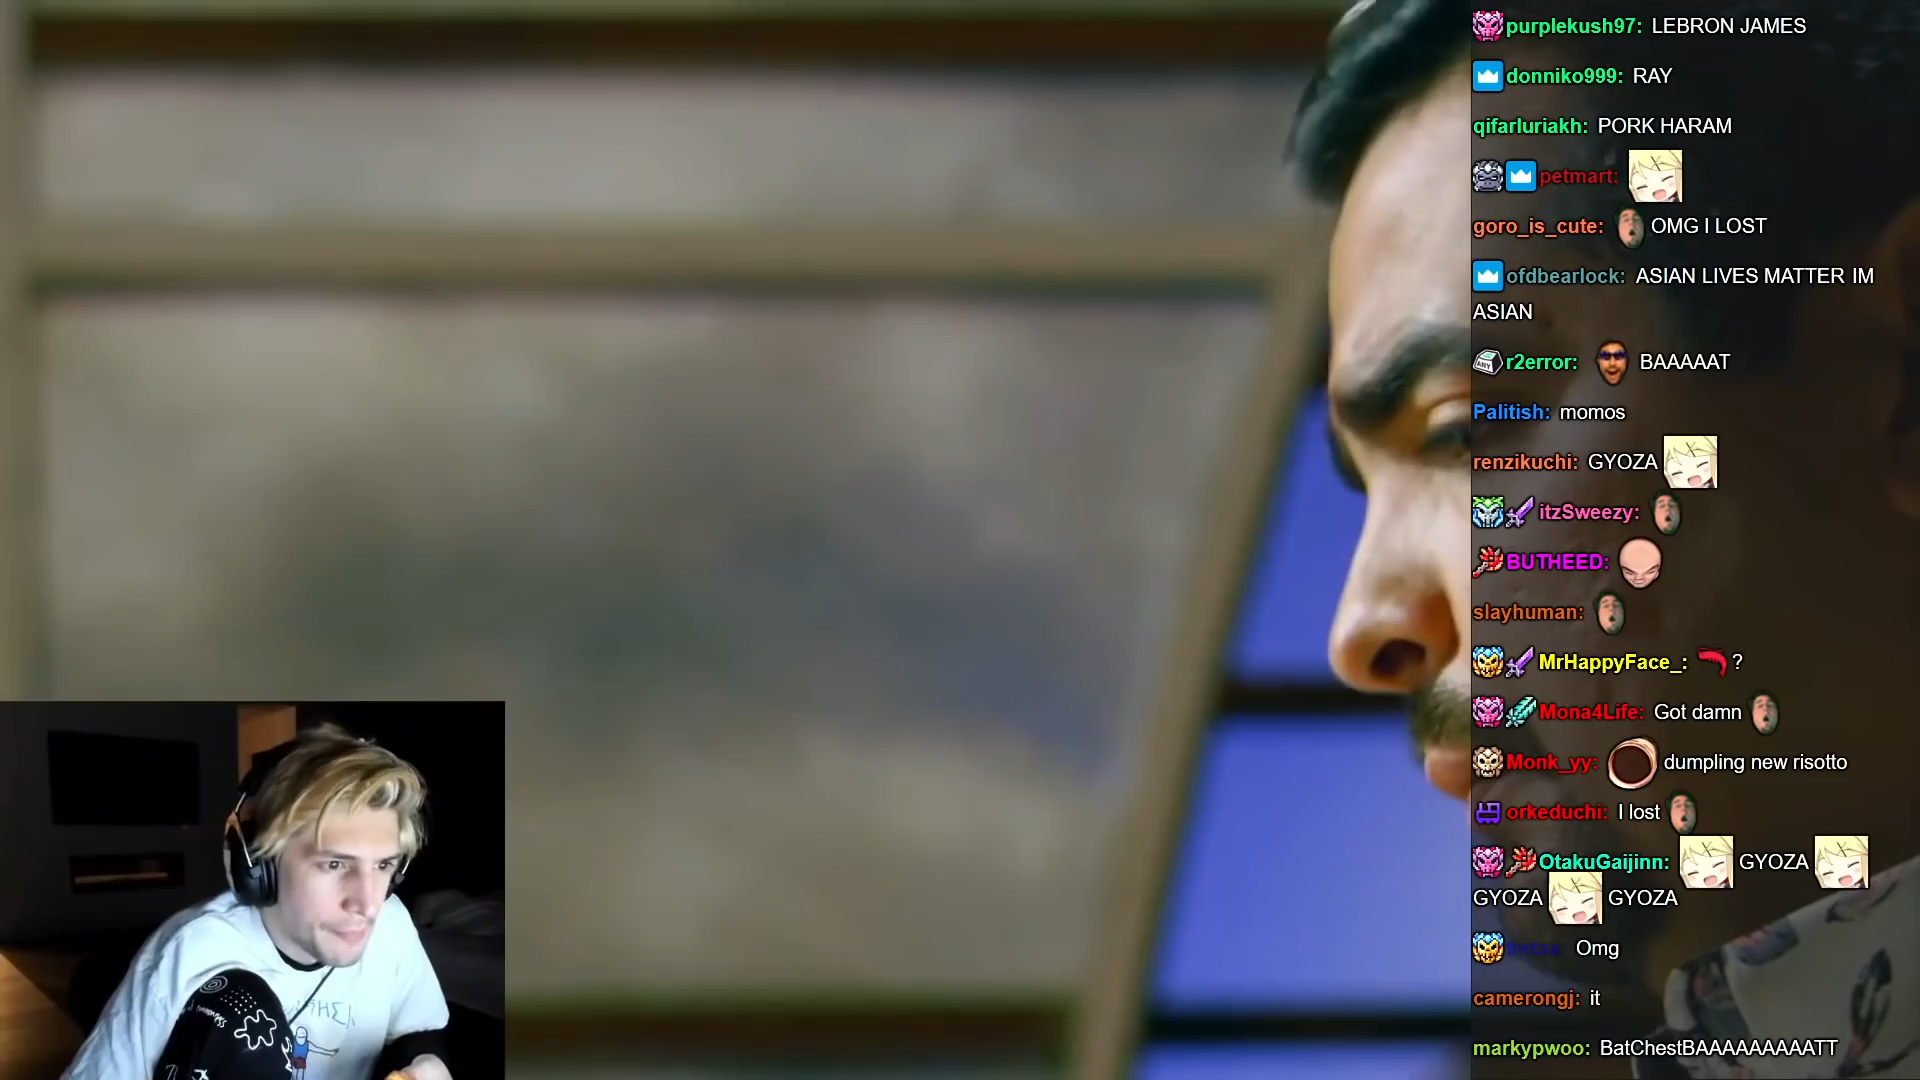 purplekush97: LEBRON JAMES
donniko999: RAY
qifarluriakh: PORK HARAM
petmart:
goro_is_cute: OMG I LOST
ofdbearlock: ASIAN LIVES MATTER IM
ASIAN
r2error: BAAAAAT
Palitish: momos
renzikuchi: GYOZA
itzSweezy:
BUTHEED:
slayhuman:
MrHappyFace_: ?
Mona4Life: Got damn
Monk_yy: dumpling new risotto
orkeduchi: I lost
OtakuGaijinn: GYOZA
GYOZA GYOZA
Omg
camerongj: it
markypwoo: BatChestBAAAAAAAAATT